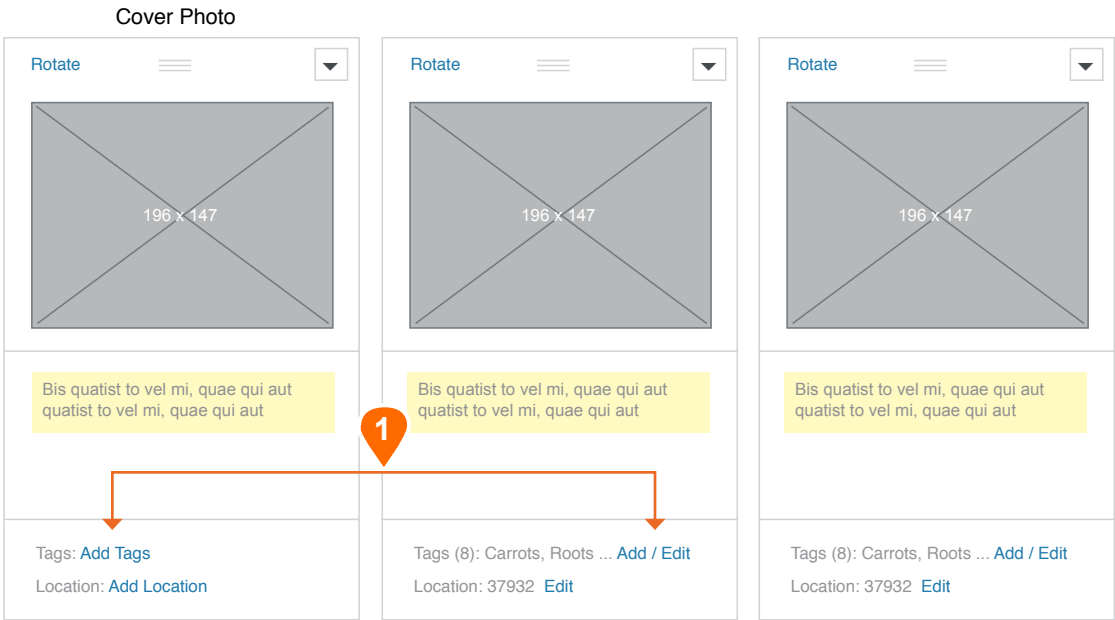 Cover Photo
Rotate
196 x 147
Bis quatist to vel mi, quae qui aut
quatist to vel mi, quae qui aut
Tags: Add Tags
Location: Add Location
Rotate
196 x 147
Bis quatist to vel mi, quae qui aut
quatist to vel mi, quae qui aut
Tags (8): Carrots, Roots ... Add / Edit
Location: 37932 Edit
Rotate
196 x 147
Bis quatist to vel mi, quae qui aut
quatist to vel mi, quae qui aut
Tags (8): Carrots, Roots ... Add / Edit
Location: 37932 Edit
1